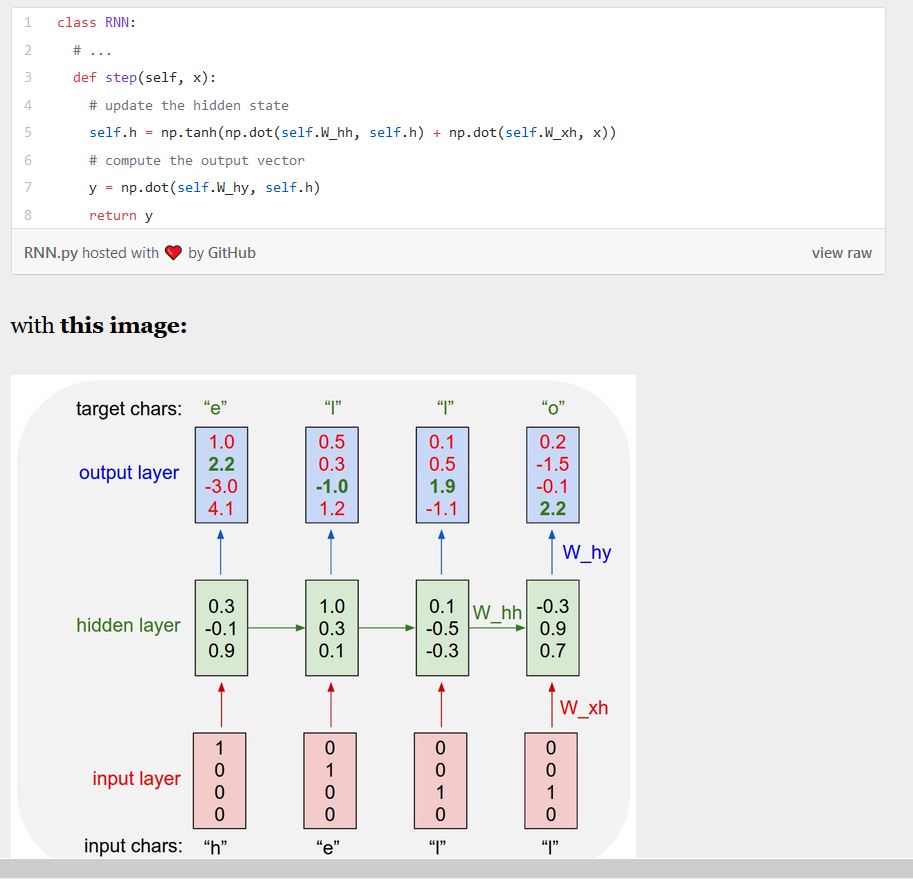 1 class RNN:
2 # ...
3 def step(self, x):
4 # update the hidden state
5 self.h = np.tanh(np.dot(self.W_hh, self.h) + np.dot(self.W_xh, x))
6 # compute the output vector
7 y = np.dot(self.W_hy, self.h)
8 return y
RNN.py hosted with ❤ by GitHub view raw
with this image:
target chars: “e” “l” “l” “o”
1.0 0.5 0.1 0.2
output layer 2.2 0.3 0.5 -1.5
-3.0 -1.0 1.9 -0.1
4.1 1.2 -1.1 2.2
W_hy
0.3 1.0 0.1 W_hh -0.3
hidden layer -0.1 0.3 -0.5 0.9
0.9 0.1 -0.3 0.7
W_xh
1 0 0 0
0 1 0 0
input layer 0 0 1 1
0 0 0 0
input chars: “h” “e” “l” “l”